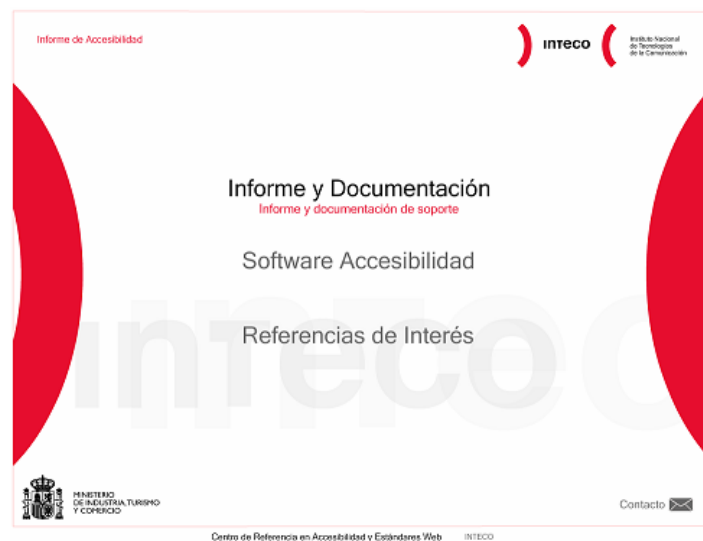 Informe de Accesibilidad
INTECO
Instituto Nacional
de Tecnologías
de la Comunicación
Informe y Documentación
Informe y documentación de soporte
Software Accesibilidad
Referencias de Interés
INTECO
MINISTERIO
DE INDUSTRIA, TURISMO
Y COMERCIO
Contacto
Centro de Referencia en Accesibilidad y Estándares Web INTECO